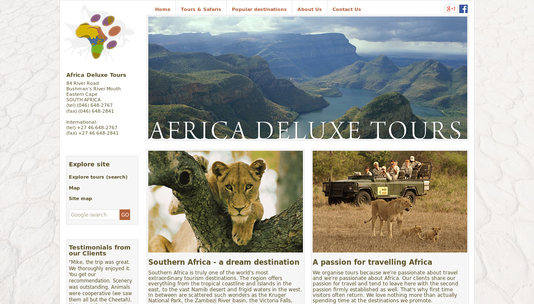 Home
Tours & Safaris
Popular destinations
About Us
Contact Us
g+1
Africa Deluxe Tours
84 River Road
Bushman's River Mouth
Eastern Cape
SOUTH AFRICA
(tel) (046) 648-2767
(fax) (046) 648-2841
International:
(tel) +27 46 648-2767
(fax) +27 46 648-2841
AFRICA DELUXE TOURS
Explore site
Explore tours (search)
Map
Site map
Google search
GO
Testimonials from
our Clients
"Mike, the trip was great.
We thoroughly enjoyed it.
You get our
recommendation. Scenery
was outstanding. Animals
were cooperative (we saw
them all but the Cheetah).
Southern Africa - a dream destination
Southern Africa is truly one of the world's most
extraordinary tourism destinations. The region offers
everything from the tropical coastline and islands in the
east, to the vast Namib desert and frigid waters in the west.
In between are scattered such wonders as the Kruger
National Park, the Zambezi River basin, the Victoria Falls,
A passion for travelling Africa
We organise tours because we're passionate about travel
and we're passionate about Africa. Our clients share our
passion for travel and tend to leave here with the second
passion firmly established as well. That's why first time
visitors often return. We love nothing more than actually
spending time at the destinations we promote.